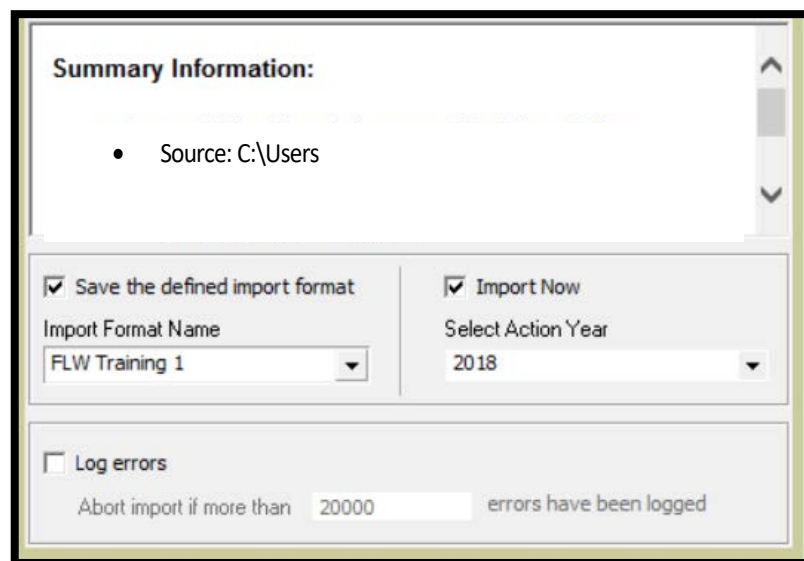 Summary Information:
• Source: C:\Users
Save the defined import format
Import Now
Import Format Name
Select Action Year
FLW Training 1
2018
Log errors
Abort import if more than 20000 errors have been logged